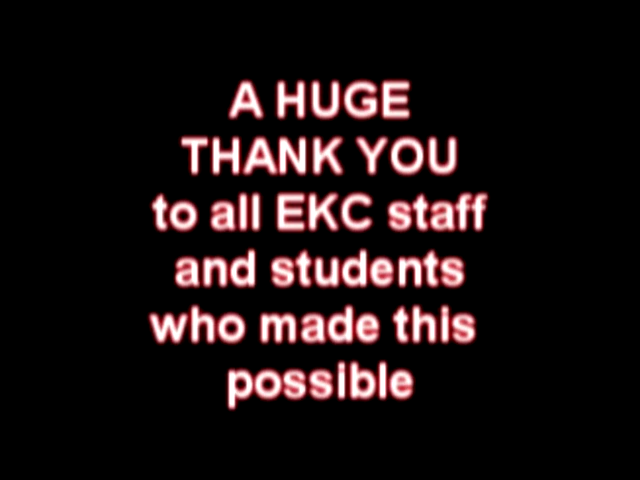 A HUGE
THANK YOU
to all EKC staff
and students
who made this
possible